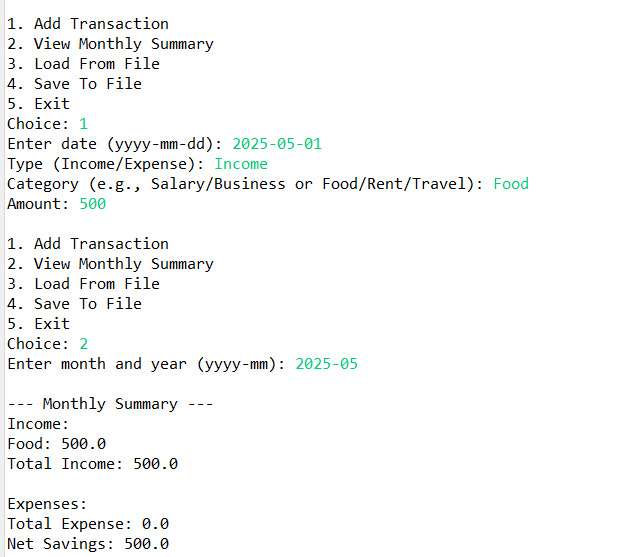 1. Add Transaction
2. View Monthly Summary
3. Load From File
4. Save To File
5. Exit
Choice: 1
Enter date (yyyy-mm-dd): 2025-05-01
Type (Income/Expense): Income
Category (e.g., Salary/Business or Food/Rent/Travel): Food
Amount: 500

1. Add Transaction
2. View Monthly Summary
3. Load From File
4. Save To File
5. Exit
Choice: 2
Enter month and year (yyyy-mm): 2025-05

--- Monthly Summary ---
Income:
Food: 500.0
Total Income: 500.0

Expenses:
Total Expense: 0.0
Net Savings: 500.0